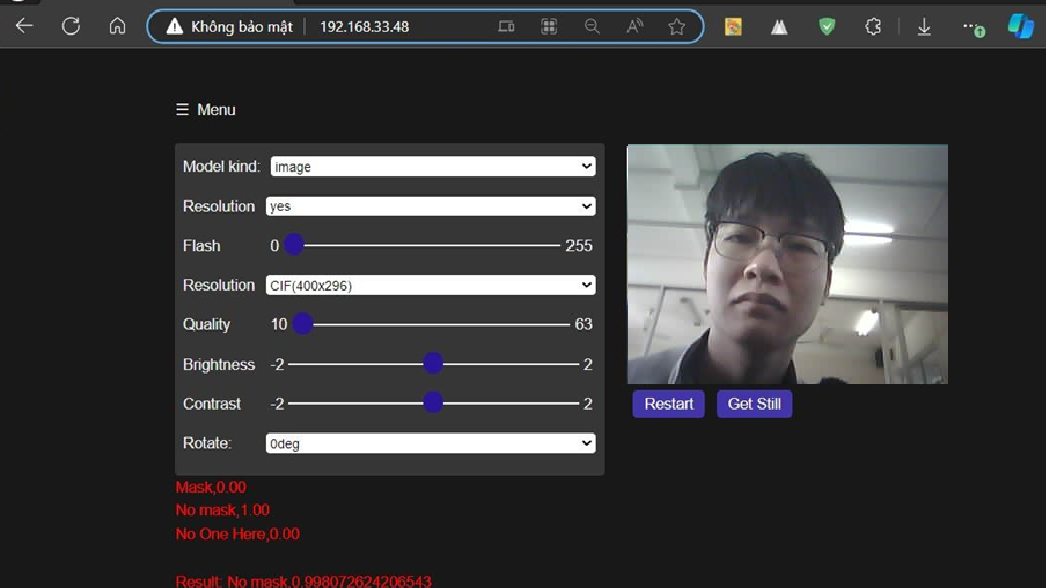 Không bảo mật 192.168.33.48
☰ Menu
Model kind: image
Resolution yes
Flash 0 255
Resolution CIF(400x296)
Quality 10 63
Brightness -2 2
Contrast -2 2
Rotate: 0deg
Restart Get Still
Mask,0.00
No mask,1.00
No One Here,0.00
Result: No mask,0.998072624206543